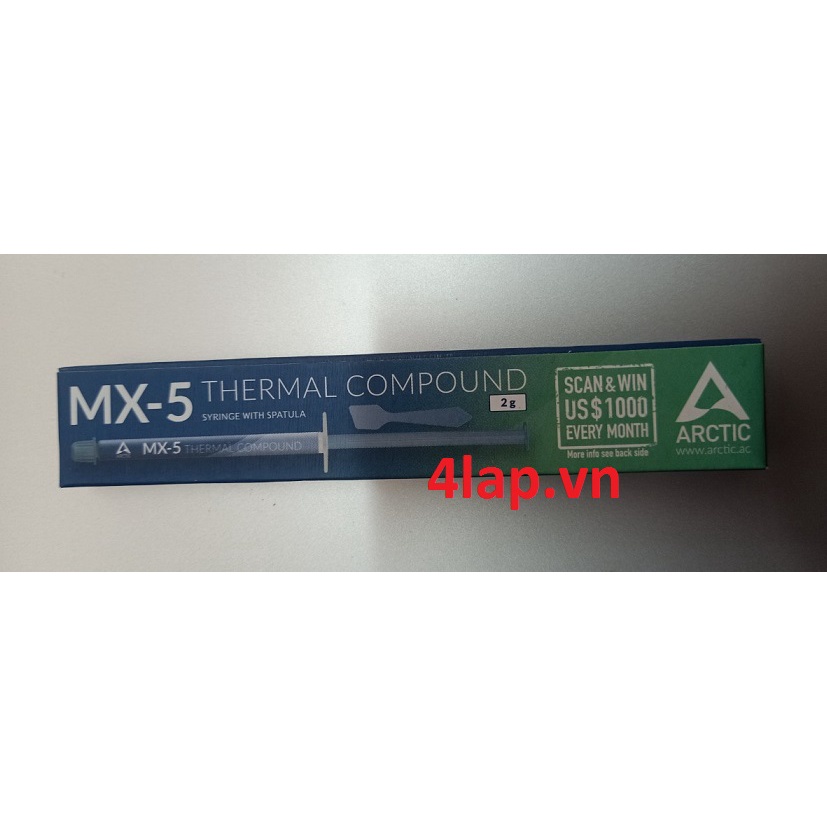 MX-5 THERMAL COMPOUND
SYRINGE WITH SPATULA
2g
MX-5 THERMAL COMPOUND
SCAN & WIN
US$1000
EVERY MONTH
More info see back side
ARCTIC
www.arctic.ac
4lap.vn